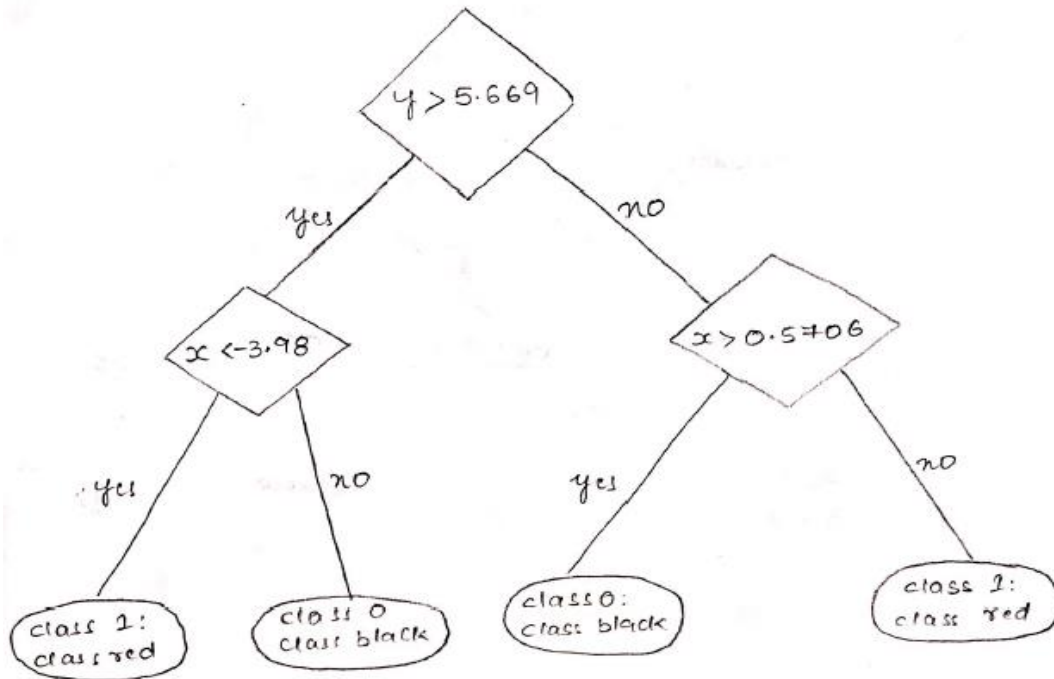 y > 5.669
yes
no
x <-3.98
x > 0.5706
yes
no
yes
no
class 1:
class red
class 0
class black
class 0:
class black
class 1:
class red